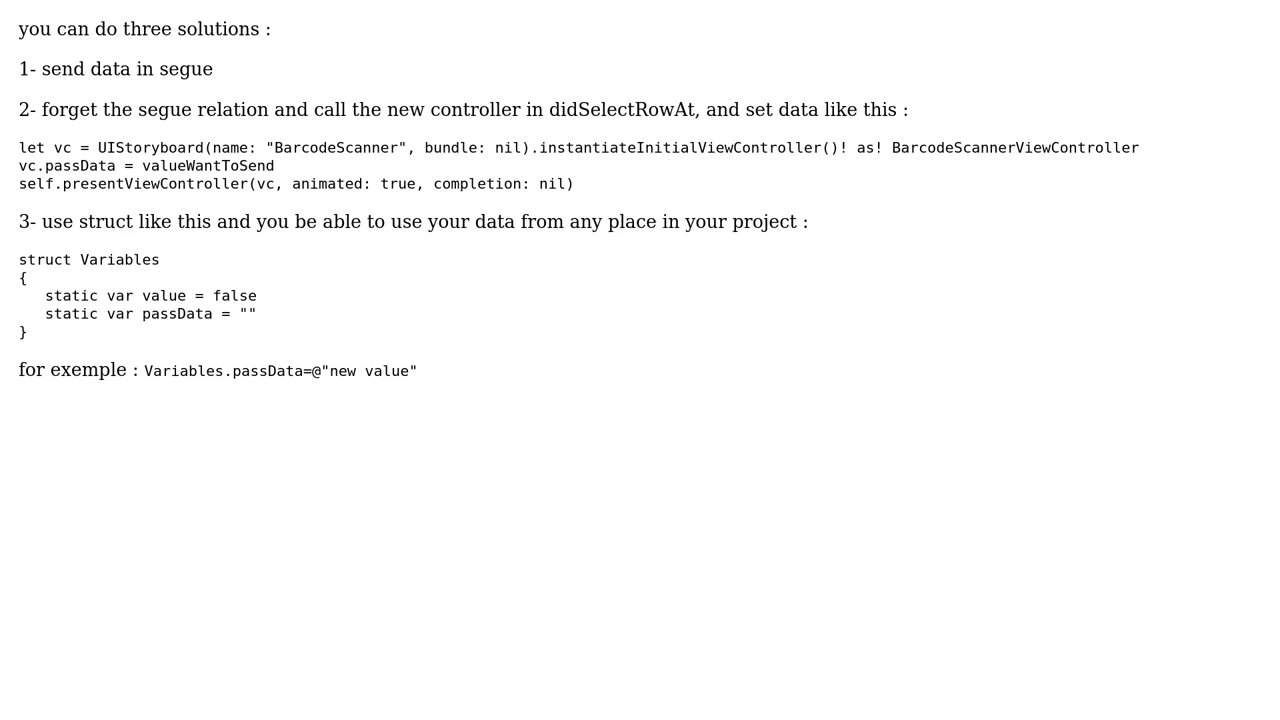 you can do three solutions :
1- send data in segue
2- forget the segue relation and call the new controller in didSelectRowAt, and set data like this :
let vc = UIStoryboard(name: "BarcodeScanner", bundle: nil).instantiateInitialViewController()! as! BarcodeScannerViewController
vc.passData = valueWantToSend
self.presentViewController(vc, animated: true, completion: nil)
3- use struct like this and you be able to use your data from any place in your project :
struct Variables
{
   static var value = false
   static var passData = ""
}
for exemple : Variables.passData=@"new value"